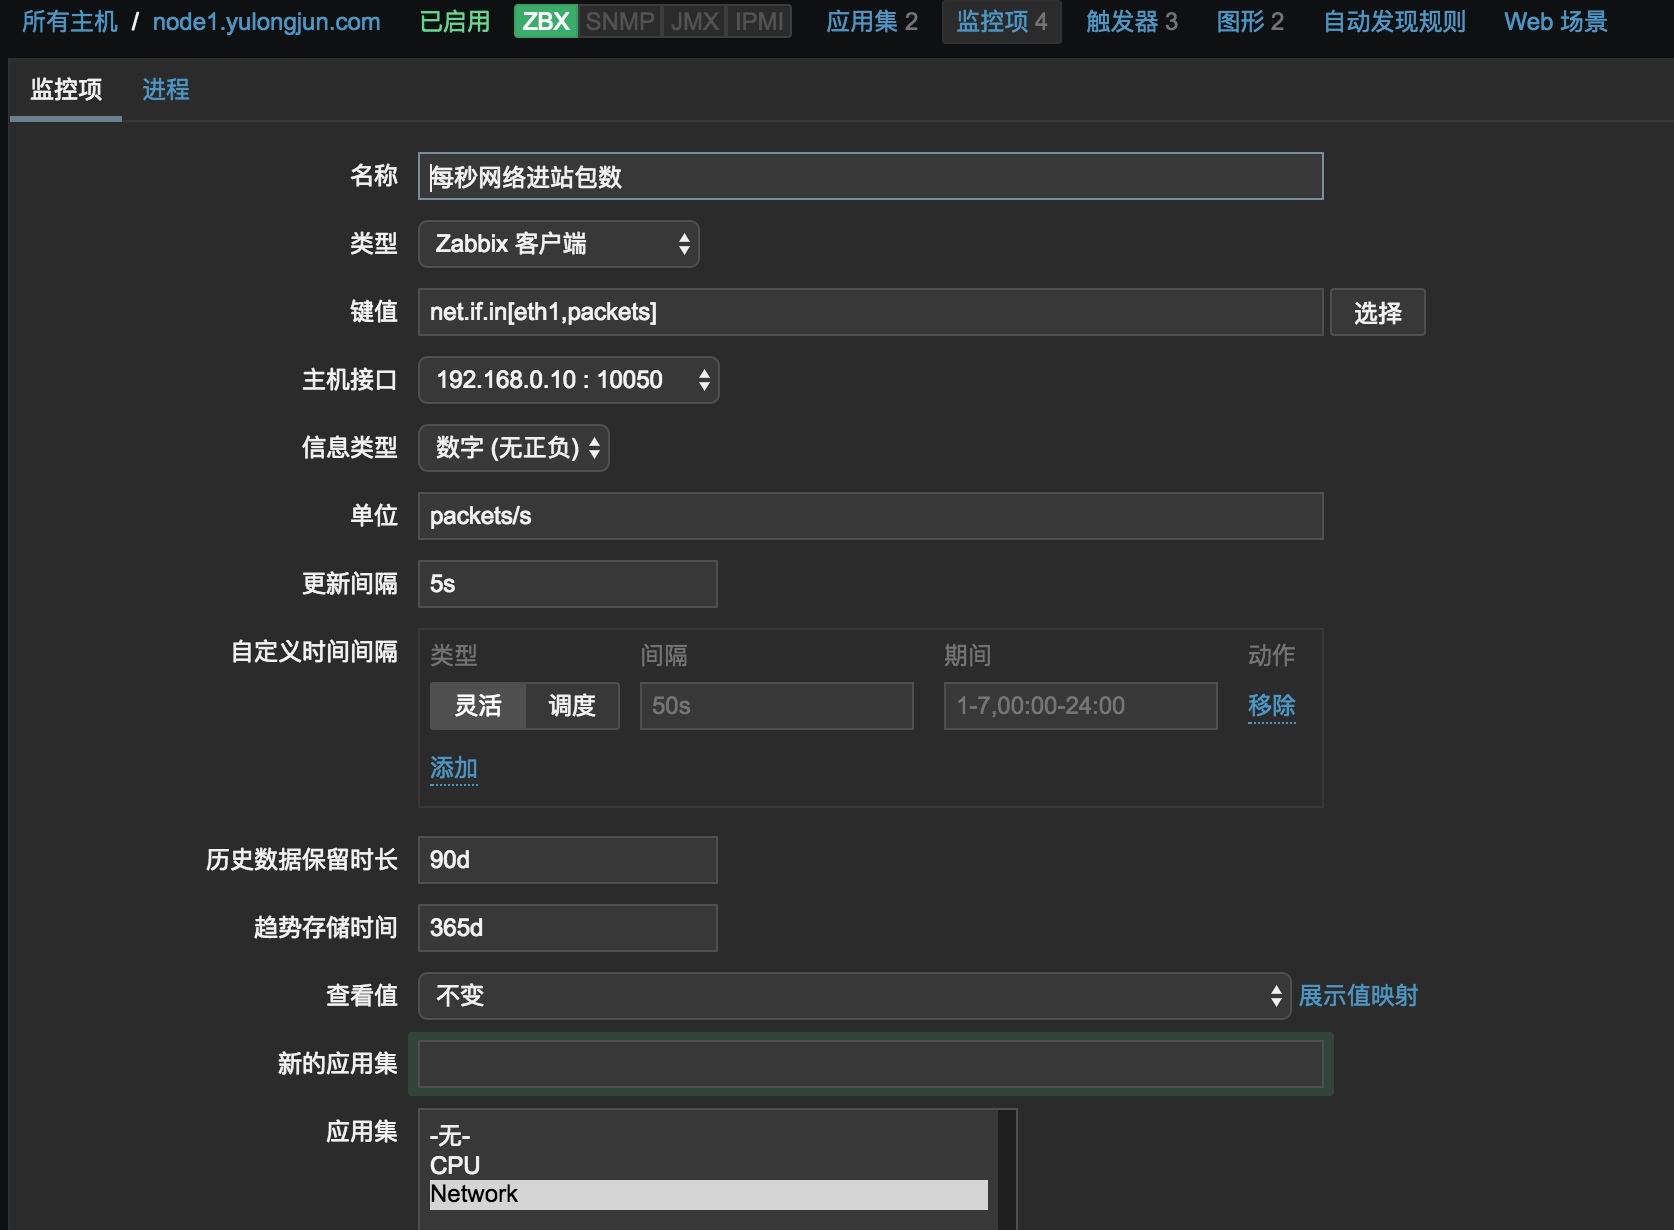 所有主机 / node1.yulongjun.com 已启用 ZBX SNMP JMX IPMI 应用集 2 监控项 4 触发器 3 图形 2 自动发现规则 Web 场景
监控项 进程
名称 每秒网络进站包数
类型 Zabbix 客户端
键值 net.if.in[eth1,packets] 选择
主机接口 192.168.0.10 : 10050
信息类型 数字 (无正负)
单位 packets/s
更新间隔 5s
自定义时间间隔 类型 间隔 期间 动作
灵活 调度 50s 1-7,00:00-24:00 移除
添加
历史数据保留时长 90d
趋势存储时间 365d
查看值 不变 展示值映射
新的应用集
应用集 -无-
CPU
Network